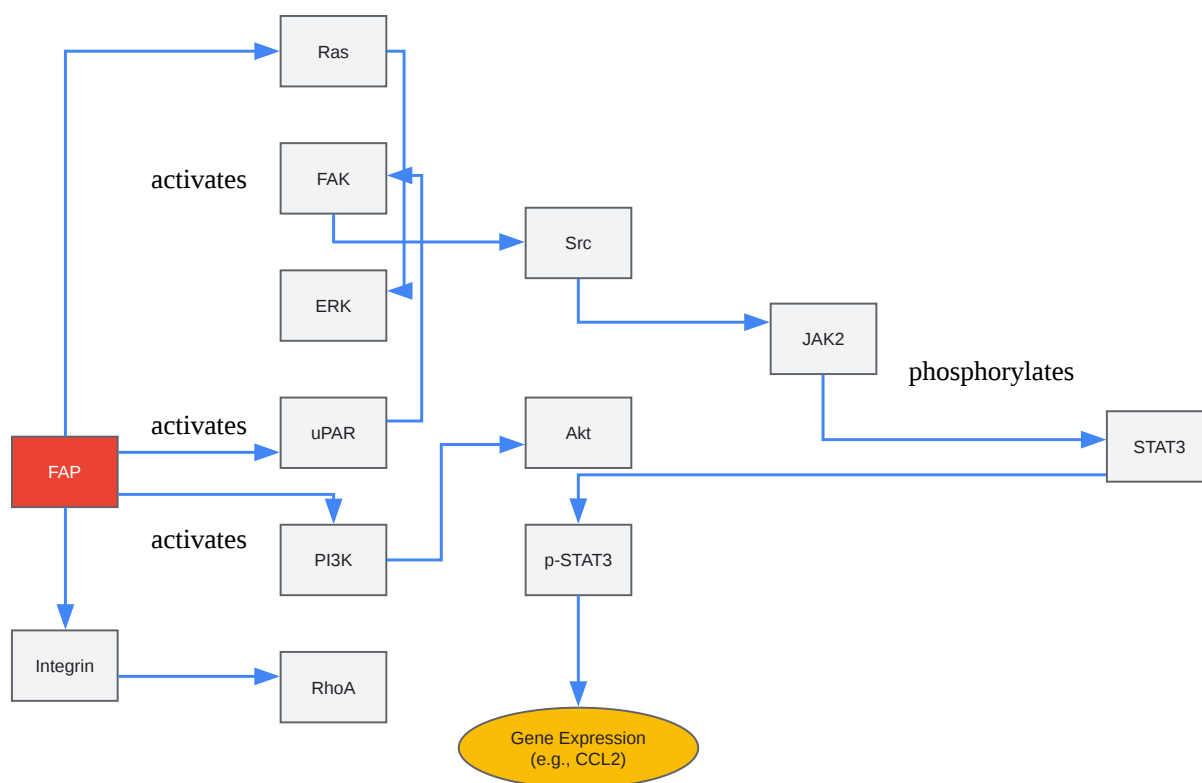 Ras
activates
FAK
Src
ERK
JAK2
phosphorylates
activates
uPAR
Akt
STAT3
FAP
activates
PI3K
p-STAT3
Integrin
RhoA
Gene Expression
(e.g., CCL2)